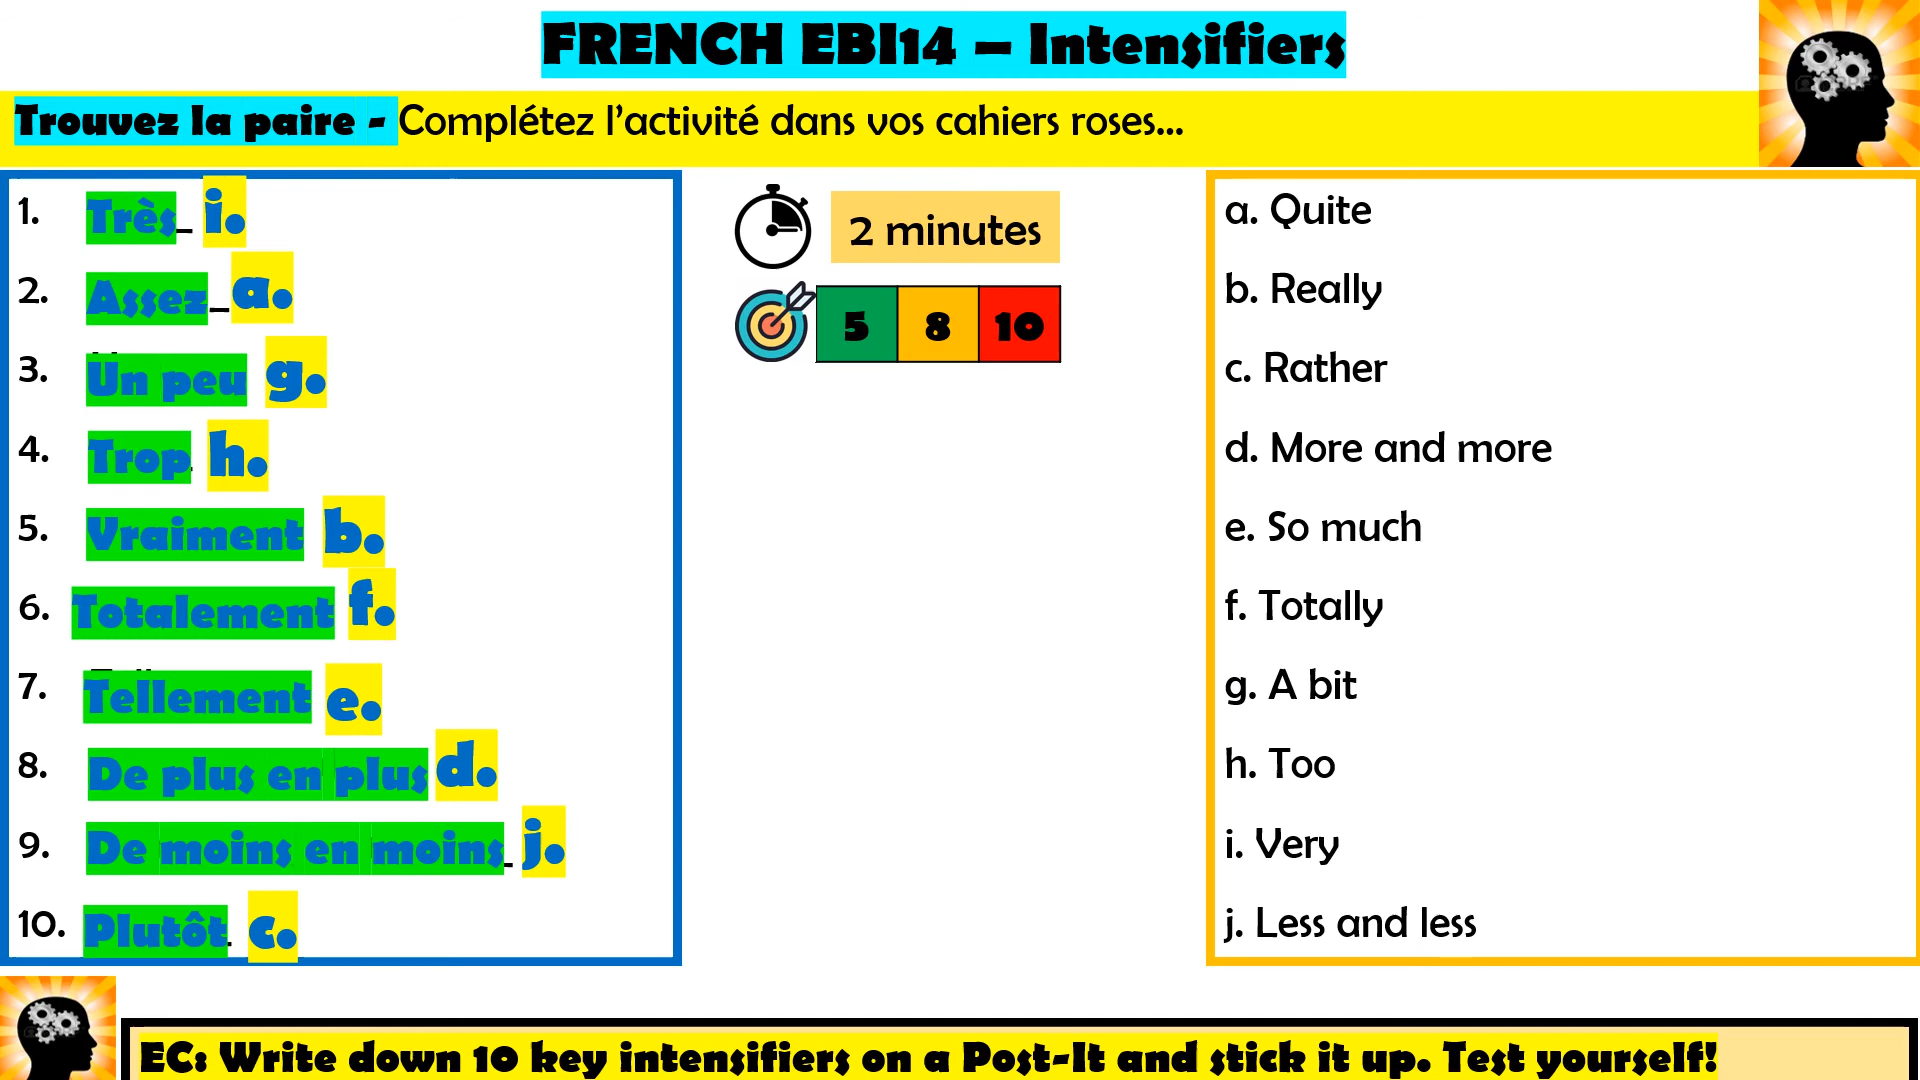 FRENCH EBI14 – Intensifiers
Trouvez la paire - Complétez l’activité dans vos cahiers roses…
1. Très_ i.
2. Assez_ a.
3. Un peu g.
4. Trop h.
5. Vraiment b.
6. Totalement f.
7. Tellement e.
8. De plus en plus d.
9. De moins en moins_ j.
10. Plutôt c.
2 minutes
5 8 10
a. Quite
b. Really
c. Rather
d. More and more
e. So much
f. Totally
g. A bit
h. Too
i. Very
j. Less and less
EC: Write down 10 key intensifiers on a Post-It and stick it up. Test yourself!